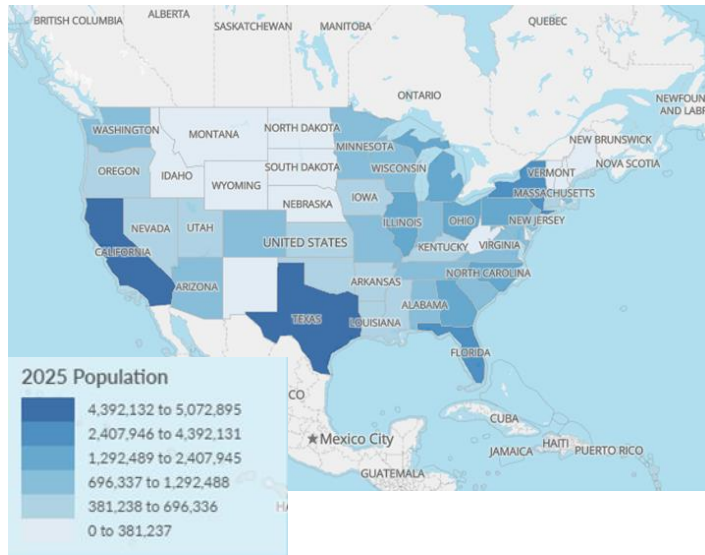 ALBERTA
BRITISH COLUMBIA
SASKATCHEWAN
MANITOBA
QUEBEC
ONTARIO
NEWFOUN
AND LABR
NEW BRUNSWICK
NOVA SCOTIA
WASHINGTON
MONTANA
NORTH DAKOTA
MINNESOTA
VERMONT
OREGON
IDAHO
SOUTH DAKOTA
WISCONSIN
WYOMING
MASSACHUSETTS
NEBRASKA
IOWA
NEVADA
UTAH
ILLINOIS
OHIO
NEW JERSEY
UNITED STATES
KENTUCKY
VIRGINIA
CALIFORNIA
ARIZONA
ARKANSAS
NORTH CAROLINA
ALABAMA
TEXAS
LOUISIANA
FLORIDA
2025 Population
4,392,132 to 5,072,895
2,407,946 to 4,392,131
1,292,489 to 2,407,945
696,337 to 1,292,488
381,238 to 696,336
0 to 381,237
CO
Mexico City
CUBA
HAITI
JAMAICA
PUERTO RICO
GUATEMALA